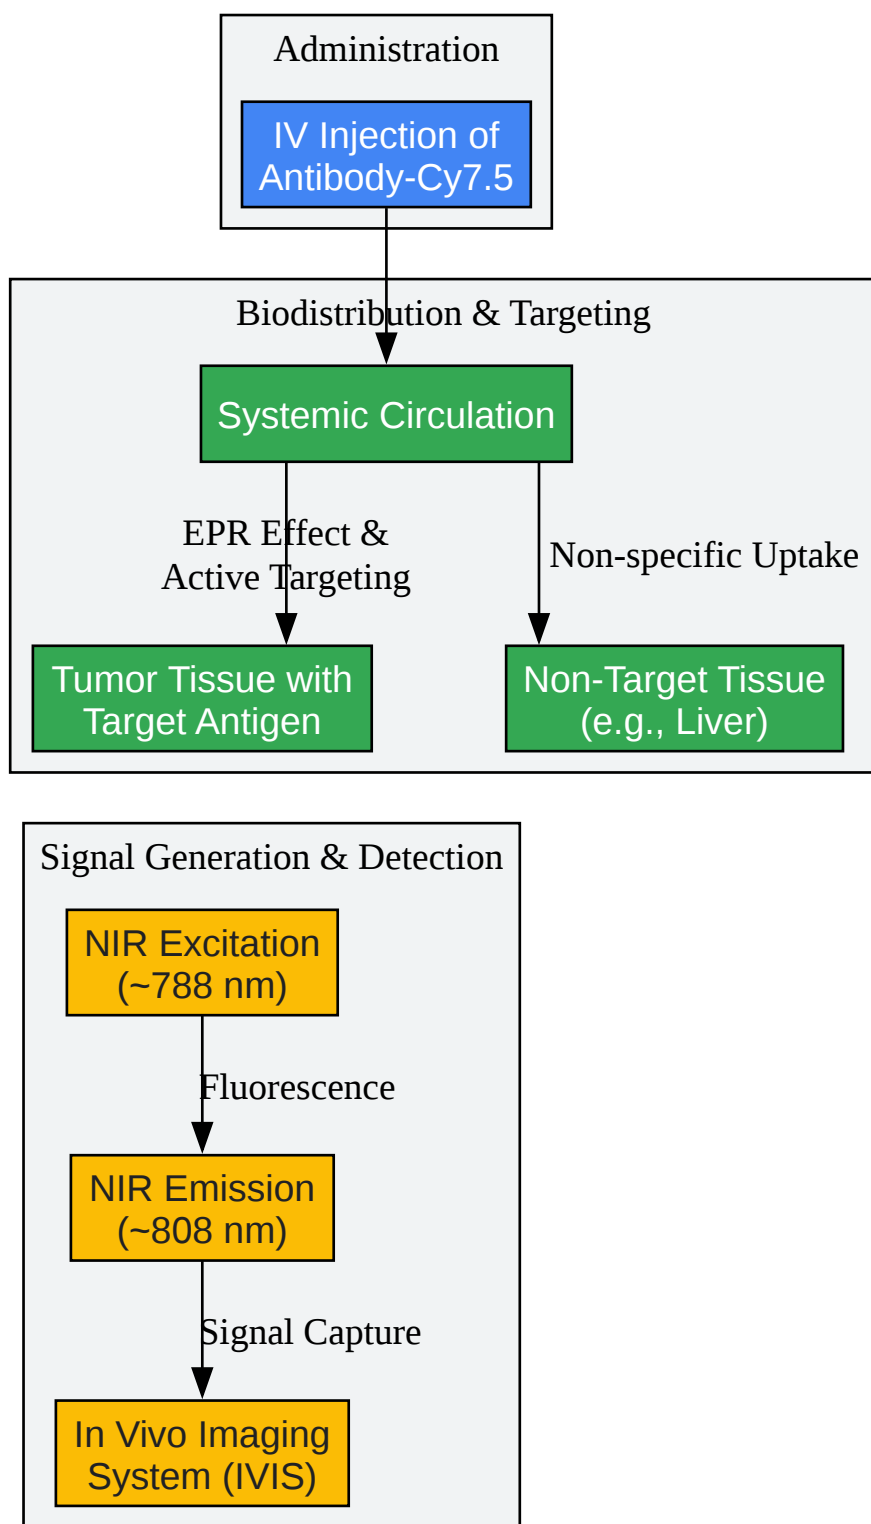 Administration
IV Injection of
Antibody-Cy7.5
Biodistribution & Targeting
Systemic Circulation
EPR Effect &
Active Targeting
Non-specific Uptake
Tumor Tissue with
Target Antigen
Non-Target Tissue
(e.g., Liver)
Signal Generation & Detection
NIR Excitation
(~788 nm)
Fluorescence
NIR Emission
(~808 nm)
Signal Capture
In Vivo Imaging
System (IVIS)